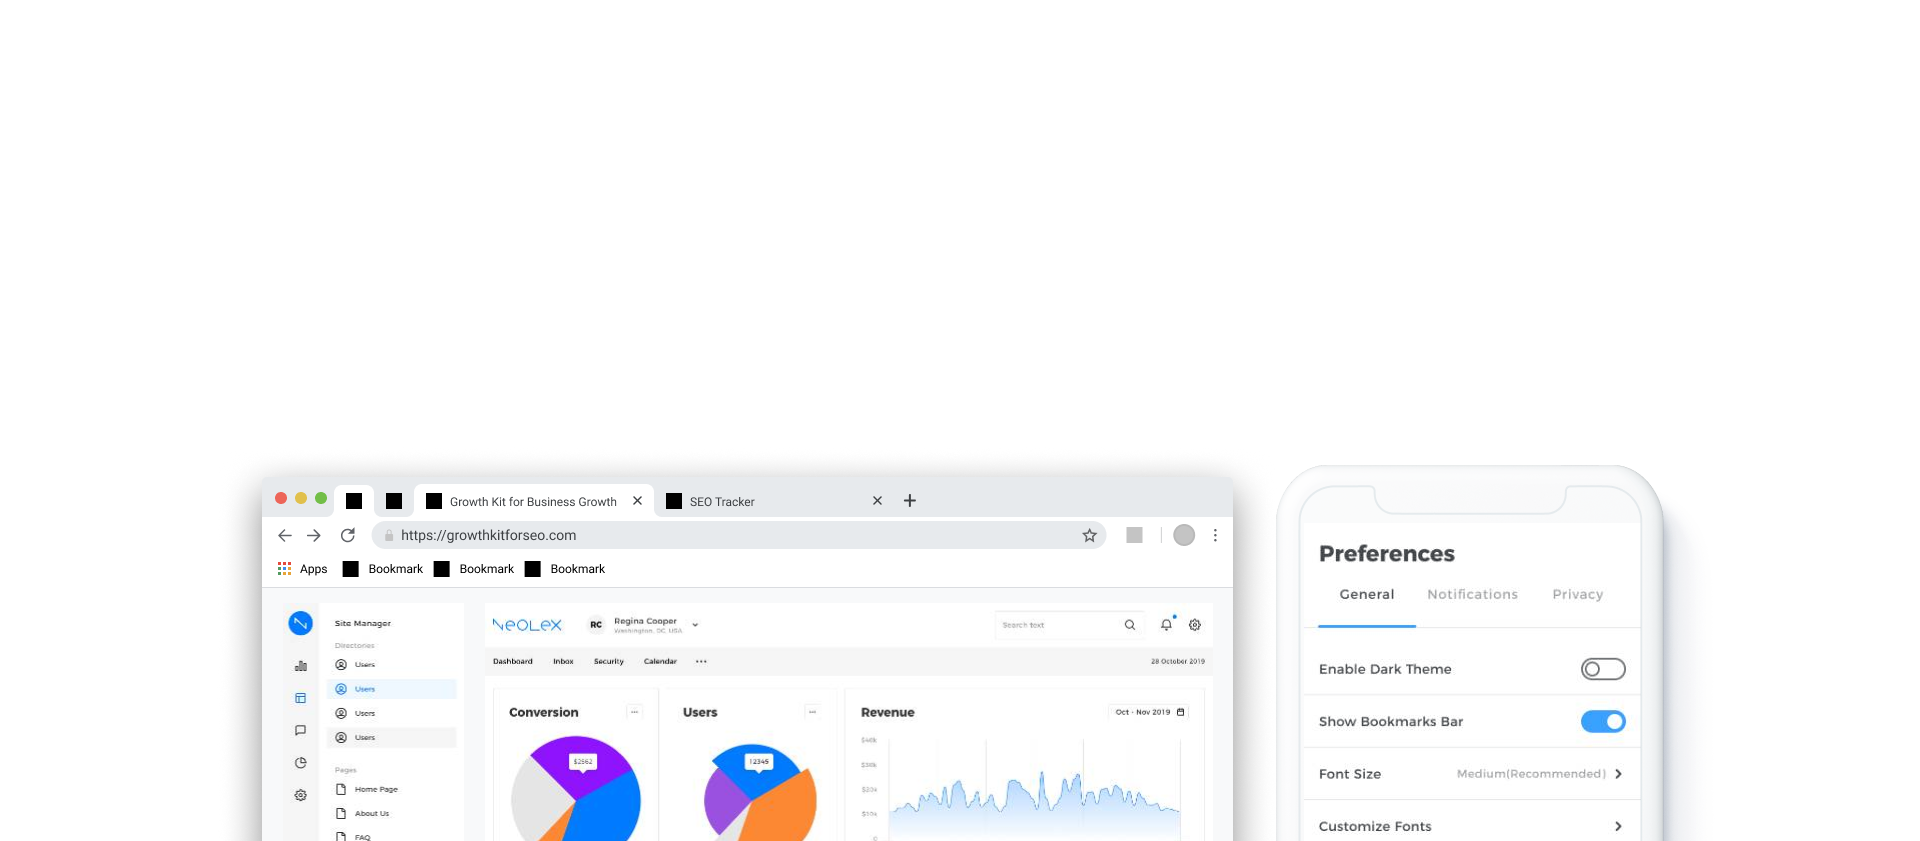 Growth Kit for Business Growth
SEO Tracker
https://growthkitforseo.com
Apps
Bookmark
Bookmark
Bookmark
Site Manager
Directories
Users
Users
Users
Users
Pages
Home Page
About Us
FAQ
NEOLEX
RC
Regina Cooper
Washington, DC, USA
Search text
Dashboard
Inbox
Security
Calendar
28 October 2019
Conversion
$2562
Users
12345
Revenue
Oct - Nov 2019
$46k
$36k
$23k
$10k
0
Preferences
General
Notifications
Privacy
Enable Dark Theme
Show Bookmarks Bar
Font Size
Medium(Recommended)
Customize Fonts